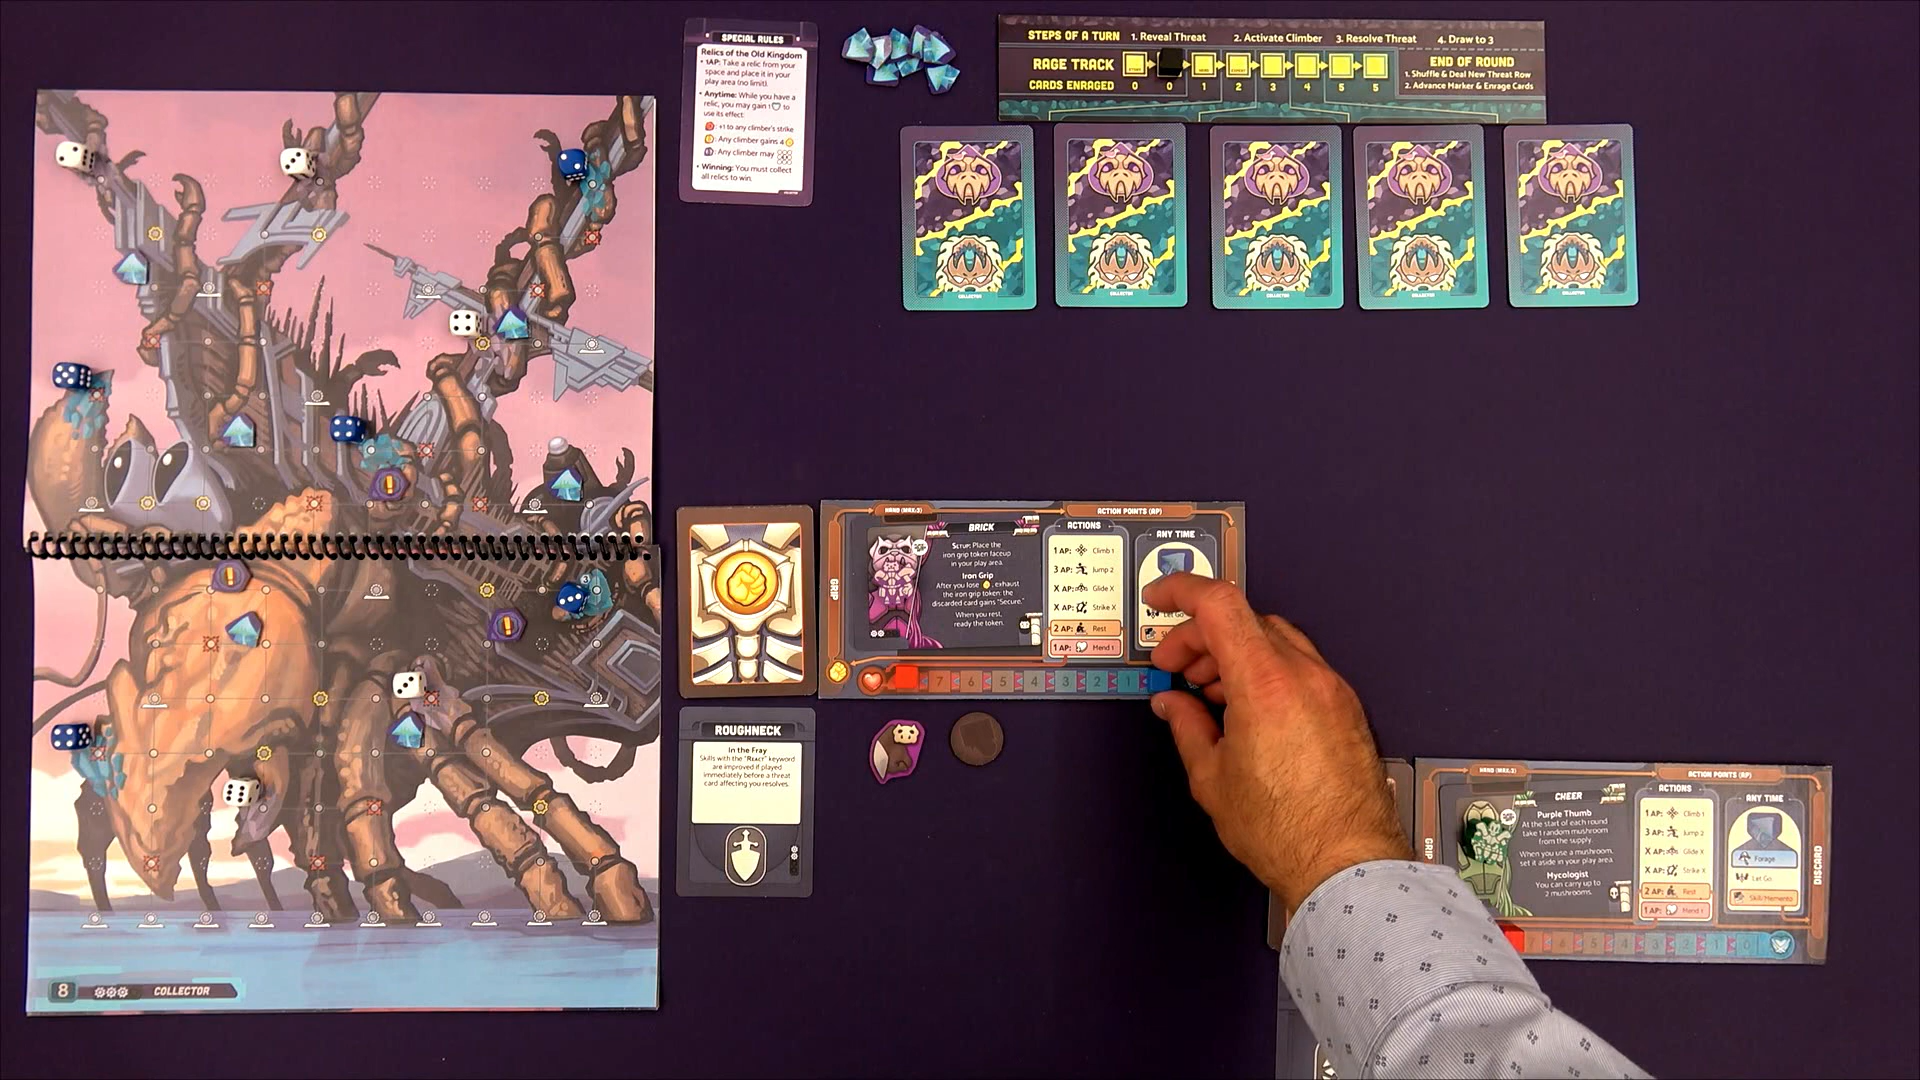 SPECIAL RULES
Relics of the Old Kingdom
• 1AP: Take a relic from your
space and place it in your
play area (no limit).
• Anytime: While you have a
relic, you may gain 1 to
use its effect:
: +1 to any climber's strike
: Any climber gains 4
: Any climber may
• Winning: You must collect
all relics to win.
STEPS OF A TURN 1. Reveal Threat 2. Activate Climber 3. Resolve Threat 4. Draw to 3
RAGE TRACK
CARDS ENRAGED 0 0 1 2 3 4 5 5
END OF ROUND
1. Shuffle & Deal New Threat Row
2. Advance Marker & Enrage Cards
COLLECTOR
COLLECTOR
COLLECTOR
COLLECTOR
COLLECTOR
HAND (MAX:3)
ACTION POINTS (AP)
GRIP
BRICK
Setup: Place the
iron grip token faceup
in your play area.
Iron Grip
After you lose , exhaust
the iron grip token: the
discarded card gains "Secure."
When you rest,
ready the token.
ACTIONS
1 AP: Climb 1
3 AP: Jump 2
X AP: Glide X
X AP: Strike X
2 AP: Rest
1 AP: Mend 1
ANY TIME
Let Go
7 6 5 4 3 2 1
ROUGHNECK
In the Fray
Skills with the "React" keyword
are improved if played
immediately before a threat
card affecting you resolves.
HAND (MAX:3)
ACTION POINTS (AP)
GRIP
CHEER
Purple Thumb
At the start of each round
take 1 random mushroom
from the supply.
When you use a mushroom,
set it aside in your play area.
Mycologist
You can carry up to
2 mushrooms.
ACTIONS
1 AP: Climb 1
3 AP: Jump 2
X AP: Glide X
X AP: Strike X
2 AP: Rest
1 AP: Mend 1
ANY TIME
Forage
Let Go
Skill/Memento
DISCARD
7 6 5 4 3 2 1 0
3
8 COLLECTOR